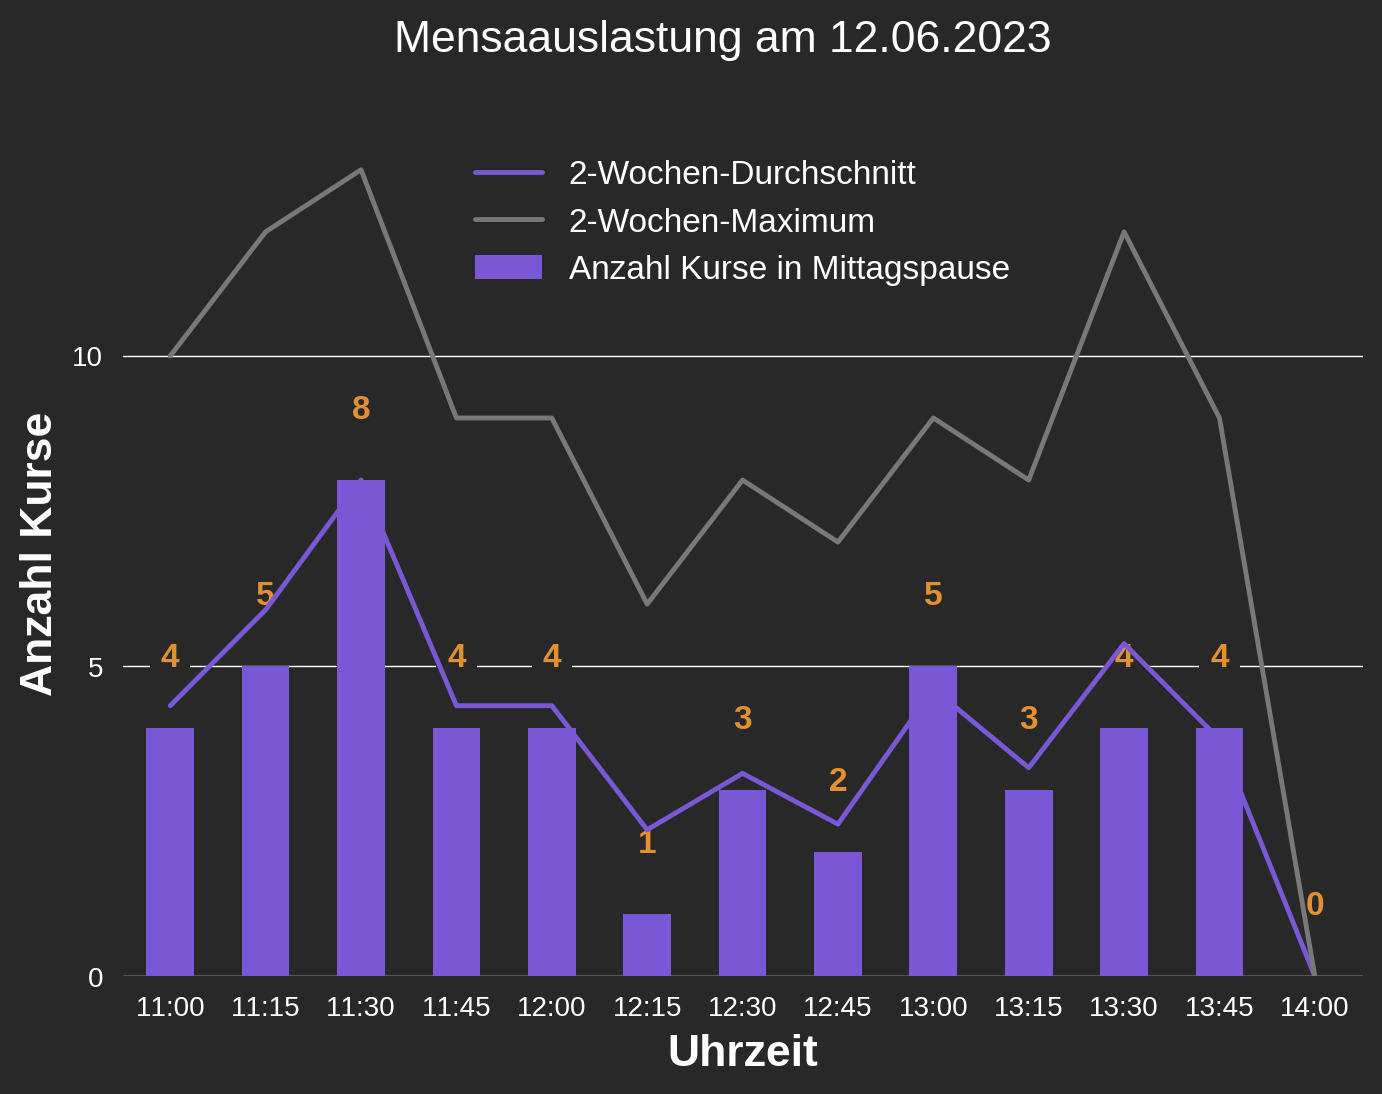 Mensaauslastung am 12.06.2023
2-Wochen-Durchschnitt
2-Wochen-Maximum
Anzahl Kurse in Mittagspause
Anzahl Kurse
10
5
0
4
5
8
4
4
1
3
2
5
3
4
4
0
11:00 11:15 11:30 11:45 12:00 12:15 12:30 12:45 13:00 13:15 13:30 13:45 14:00
Uhrzeit